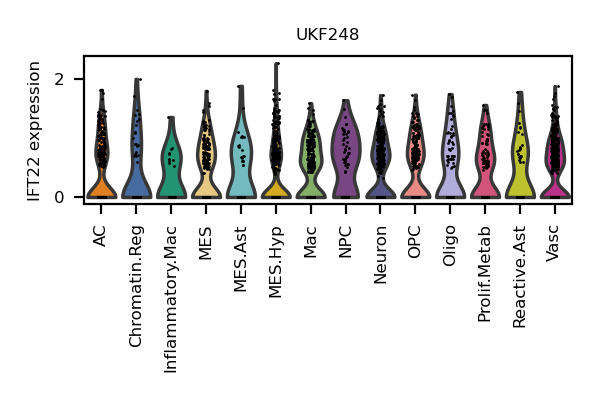 UKF248
IFT22 expression
2
0
AC
Chromatin.Reg
Inflammatory.Mac
MES
MES.Ast
MES.Hyp
Mac
NPC
Neuron
OPC
Oligo
Prolif.Metab
Reactive.Ast
Vasc